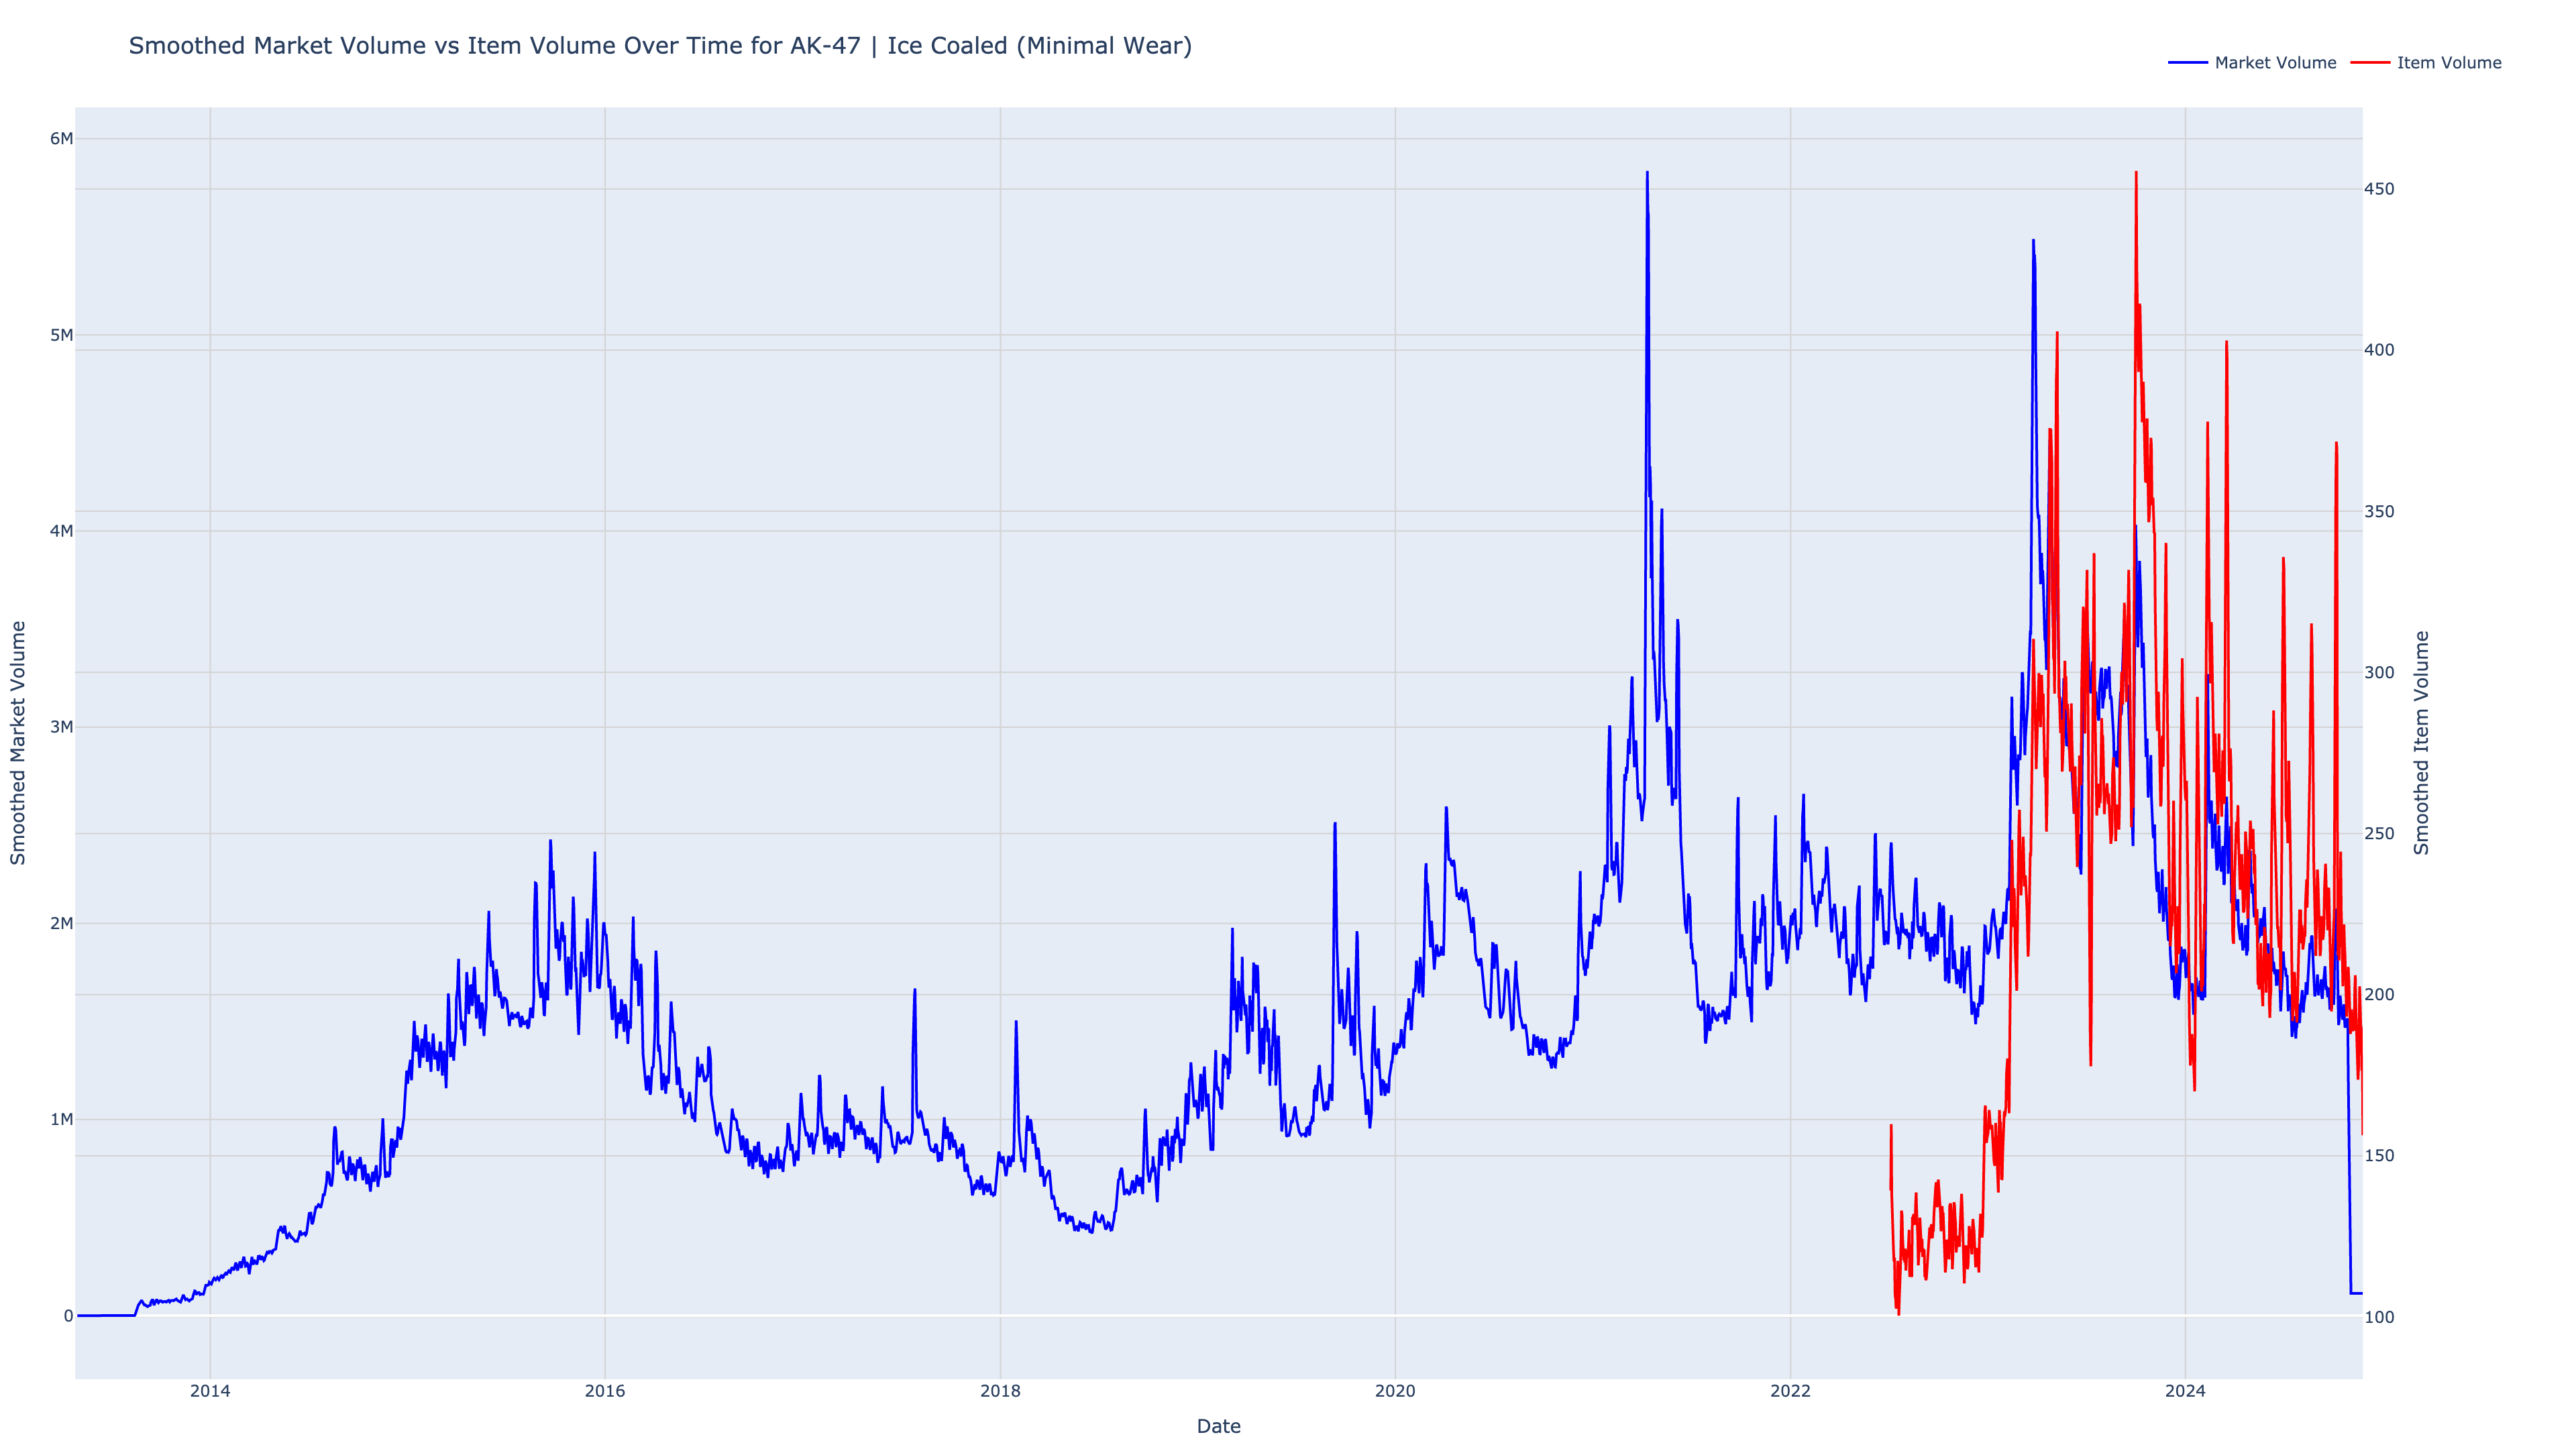 Smoothed Market Volume vs Item Volume Over Time for AK-47 | Ice Coaled (Minimal Wear)
Market Volume
Item Volume
6M
5M
4M
3M
2M
1M
0
Smoothed Market Volume
450
400
350
300
250
200
150
100
Smoothed Item Volume
2014
2016
2018
2020
2022
2024
Date